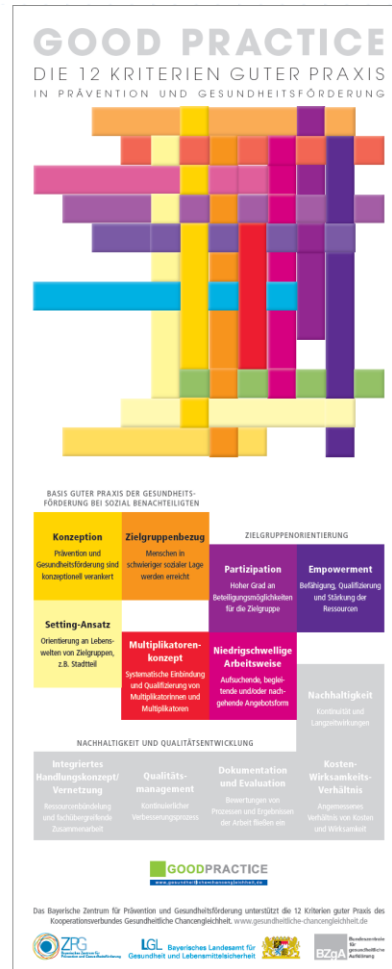 GOOD PRACTICE
DIE 12 KRITERIEN GUTER PRAXIS
IN PRÄVENTION UND GESUNDHEITSFÖRDERUNG
BASIS GUTER PRAXIS DER GESUNDHEITS-
FÖRDERUNG BEI SOZIAL BENACHTEILIGTEN
Konzeption
Prävention und
Gesundheitsförderung sind
konzeptionell verankert
Zielgruppenbezug
Menschen in
schwieriger sozialer Lage
werden erreicht
ZIELGRUPPENORIENTIERUNG
Partizipation
Hoher Grad an
Beteiligungsmöglichkeiten
für die Zielgruppe
Empowerment
Befähigung, Qualifizierung
und Stärkung der
Ressourcen
Setting-Ansatz
Orientierung an Lebens-
welten von Zielgruppen,
z.B. Stadtteil
Multiplikatoren-
konzept
Systematische Einbindung
und Qualifizierung von
Multiplikatorinnen und
Multiplikatoren
Niedrigschwellige
Arbeitsweise
Aufsuchende, beglei-
tende und/oder nach-
gehende Angebotsform
Nachhaltigkeit
Kontinuität und
Langzeitwirkungen
NACHHALTIGKEIT UND QUALITÄTSENTWICKLUNG
Integriertes
Handlungskonzept/
Vernetzung
Ressourcenbündelung
und fachübergreifende
Zusammenarbeit
Qualitäts-
management
Kontinuierlicher
Verbesserungsprozess
Dokumentation
und Evaluation
Bewertungen von
Prozessen und Ergebnissen
der Arbeit fließen ein
Kosten-
Wirksamkeits-
Verhältnis
Angemessenes
Verhältnis von Kosten
und Wirksamkeit
GOODPRACTICE
www.gesundheitlichechancengleichheit.de
Das Bayerische Zentrum für Prävention und Gesundheitsförderung unterstützt die 12 Kriterien guter Praxis des
Kooperationsverbundes Gesundheitliche Chancengleichheit. www.gesundheitliche-chancengleichheit.de
ZPG
LGL Bayerisches Landesamt für
Gesundheit und Lebensmittelsicherheit
BZgA
Bundeszentrale
für
gesundheitliche
Aufklärung